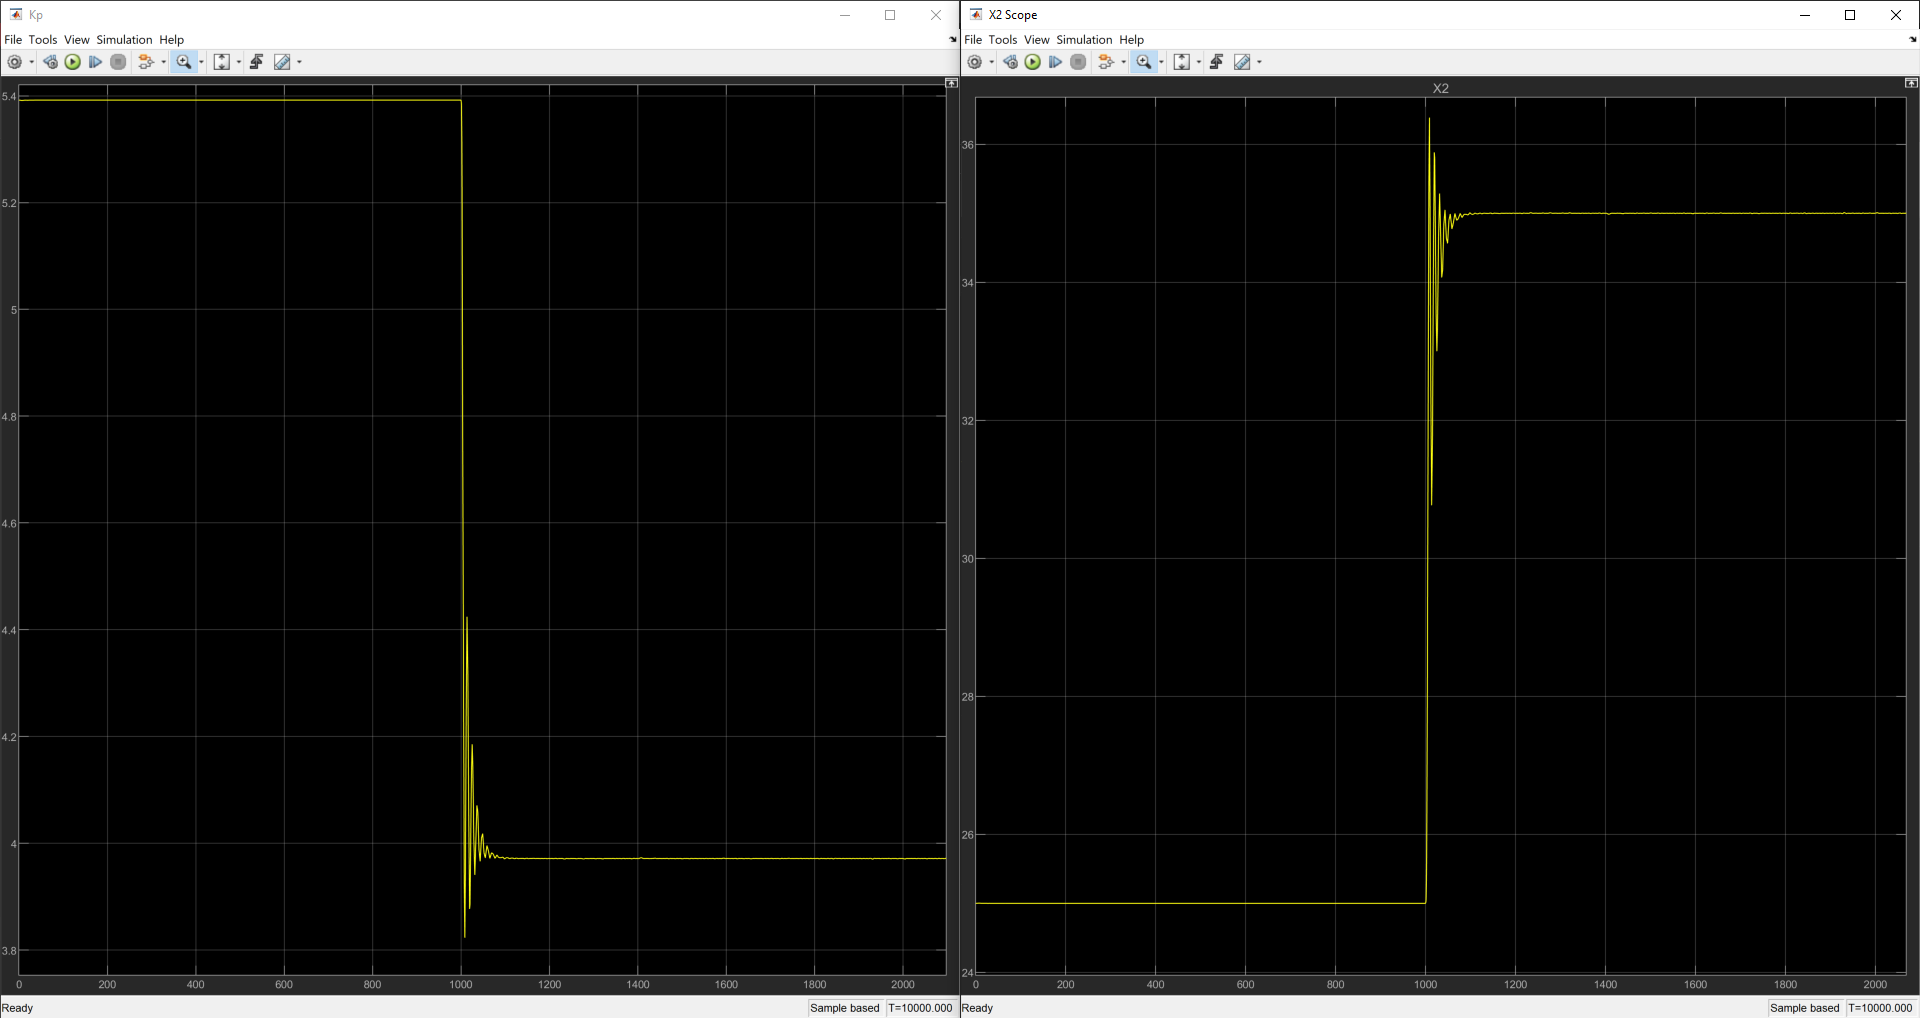 Kp
File Tools View Simulation Help
5.4
5.2
5
4.8
4.6
4.4
4.2
4
3.8
0 200 400 600 800 1000 1200 1400 1600 1800 2000
Ready Sample based T=10000.000
X2 Scope
File Tools View Simulation Help
X2
36
34
32
30
28
26
24
0 200 400 600 800 1000 1200 1400 1600 1800 2000
Ready Sample based T=10000.000